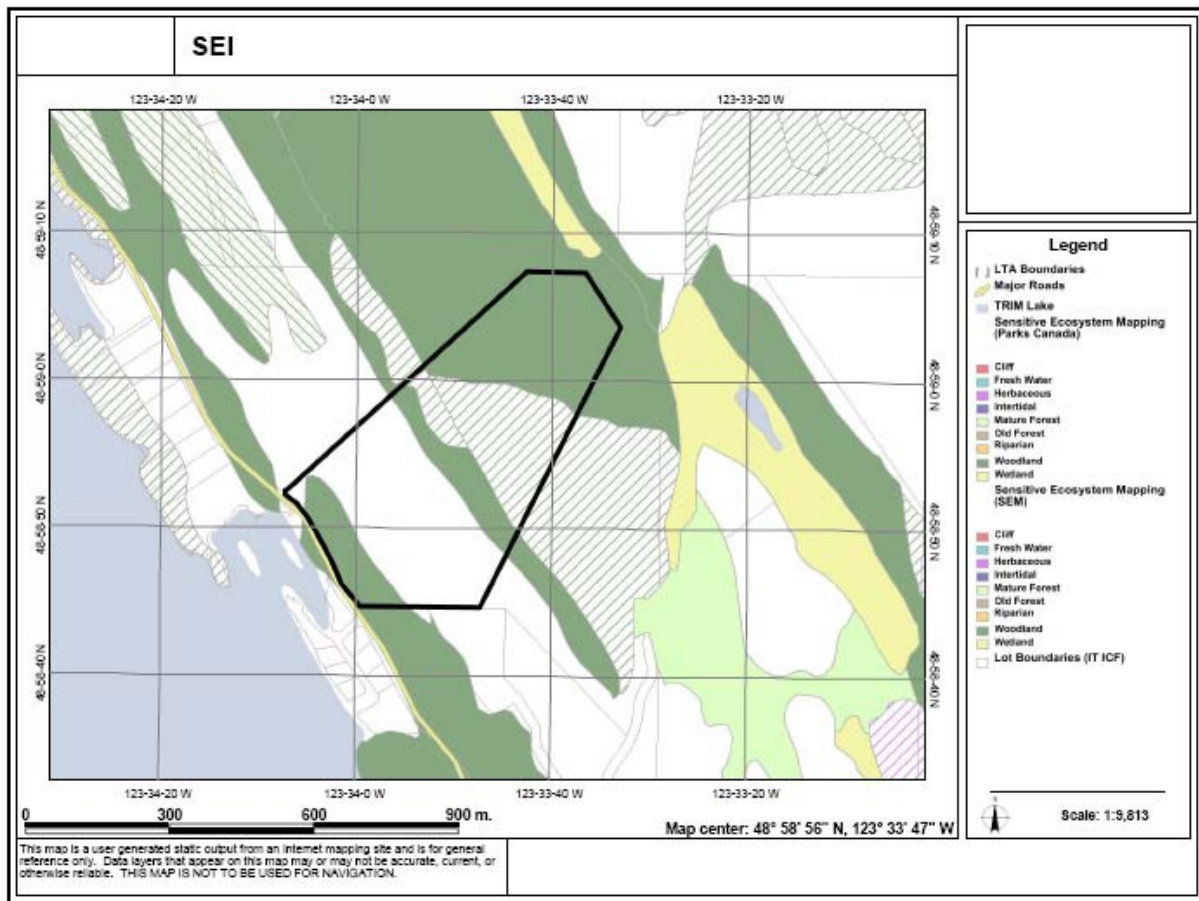 SEI
123-34-20 W 123-34-0 W 123-33-40 W 123-33-20 W
48-59-10 N
48-59-10 N
48-59-0 N
48-59-0 N
48-58-50 N
48-58-50 N
48-58-40 N
48-58-40 N
123-34-20 W 123-34-0 W 123-33-40 W 123-33-20 W
0 300 600 900 m.
Map center: 48° 58' 56" N, 123° 33' 47" W
This map is a user generated static output from an Internet mapping site and is for general
reference only. Data layers that appear on this map may or may not be accurate, current, or
otherwise reliable. THIS MAP IS NOT TO BE USED FOR NAVIGATION.
Legend
LTA Boundaries
Major Roads
TRIM Lake
Sensitive Ecosystem Mapping
(Parks Canada)
Cliff
Fresh Water
Herbaceous
Intertidal
Mature Forest
Old Forest
Riparian
Woodland
Wetland
Sensitive Ecosystem Mapping
(SEM)
Cliff
Fresh Water
Herbaceous
Intertidal
Mature Forest
Old Forest
Riparian
Woodland
Wetland
Lot Boundaries (IT ICF)
Scale: 1:9,813